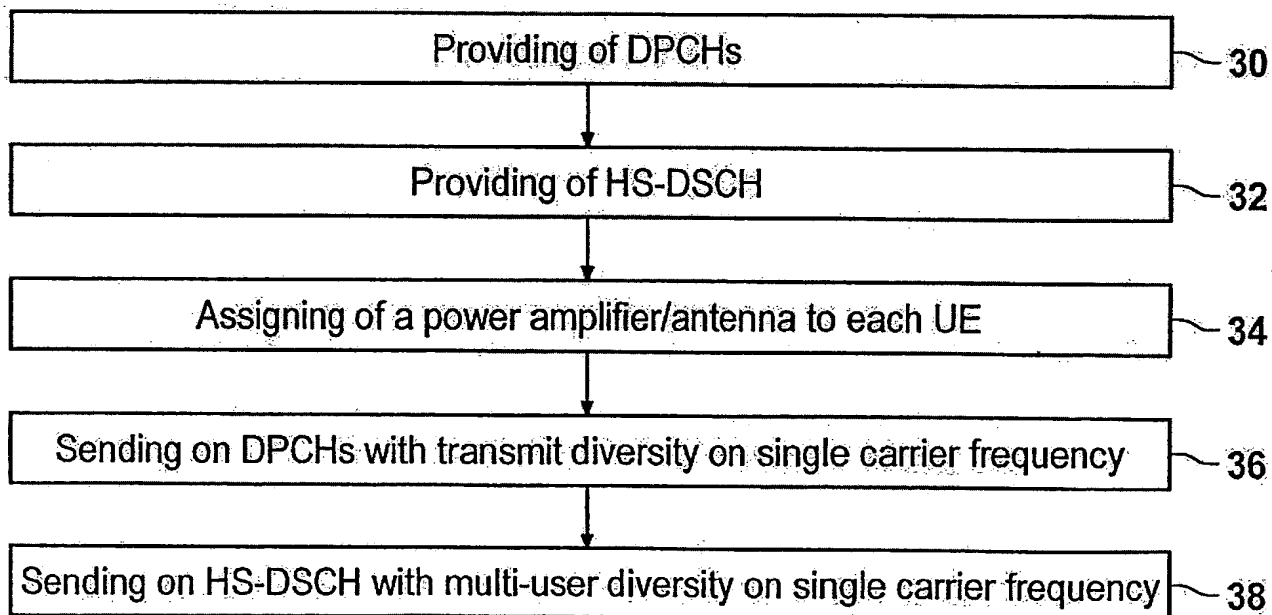 Providing of DPCHs 30
Providing of HS-DSCH 32
Assigning of a power amplifier/antenna to each UE 34
Sending on DPCHs with transmit diversity on single carrier frequency 36
Sending on HS-DSCH with multi-user diversity on single carrier frequency 38